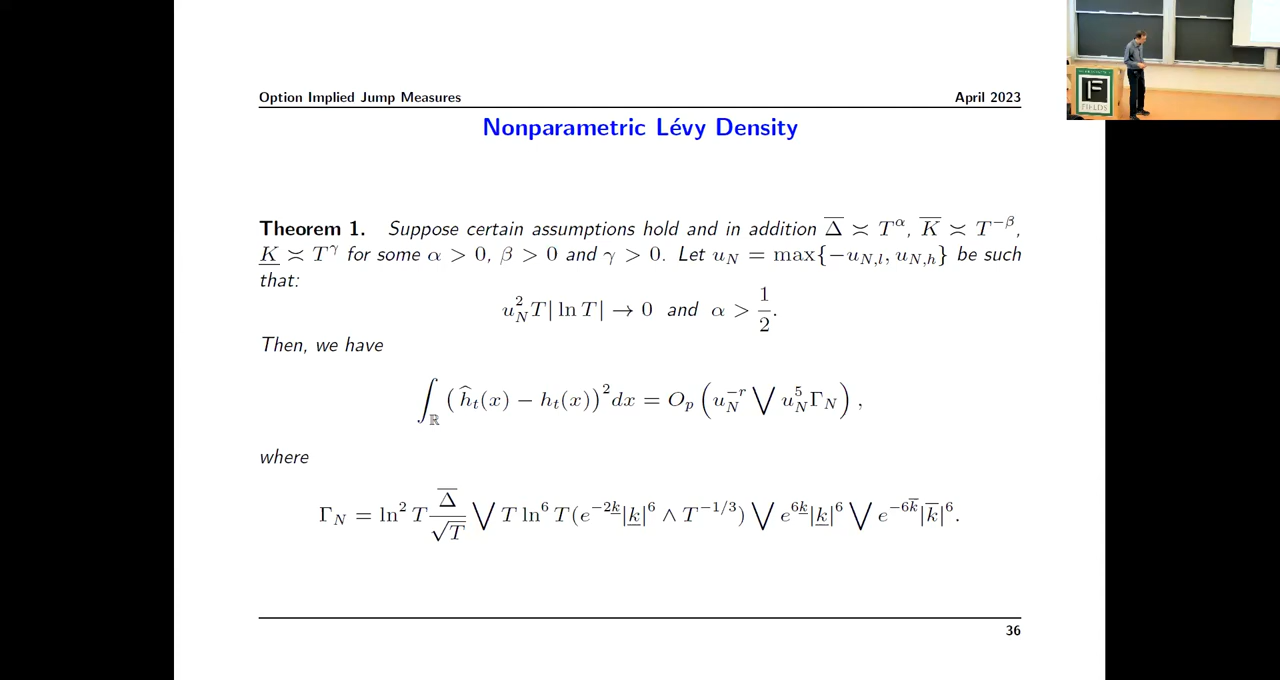 Option Implied Jump Measures April 2023
Nonparametric Lévy Density
Theorem 1. Suppose certain assumptions hold and in addition $\overline{\Delta} \asymp T^{\alpha}$, $\overline{K} \asymp T^{-\beta}$,
$\underline{K} \asymp T^{\gamma}$ for some $\alpha > 0$, $\beta > 0$ and $\gamma > 0$. Let $u_N = \max\{-u_{N,l}, u_{N,h}\}$ be such
that:
$u_N^2 T |\ln T| \to 0$ and $\alpha > \frac{1}{2}$.
Then, we have
$\int_{\mathbb{R}} \left(\widehat{h}_t(x) - h_t(x)\right)^2 dx = O_p\left(u_N^{-r} \bigvee u_N^5 \Gamma_N\right),$
where
$\Gamma_N = \ln^2 T \frac{\overline{\Delta}}{\sqrt{T}} \bigvee T \ln^6 T (e^{-2\underline{k}} |\underline{k}|^6 \wedge T^{-1/3}) \bigvee e^{6\underline{k}} |\underline{k}|^6 \bigvee e^{-6\overline{k}} |\overline{k}|^6.$
36
FIELDS